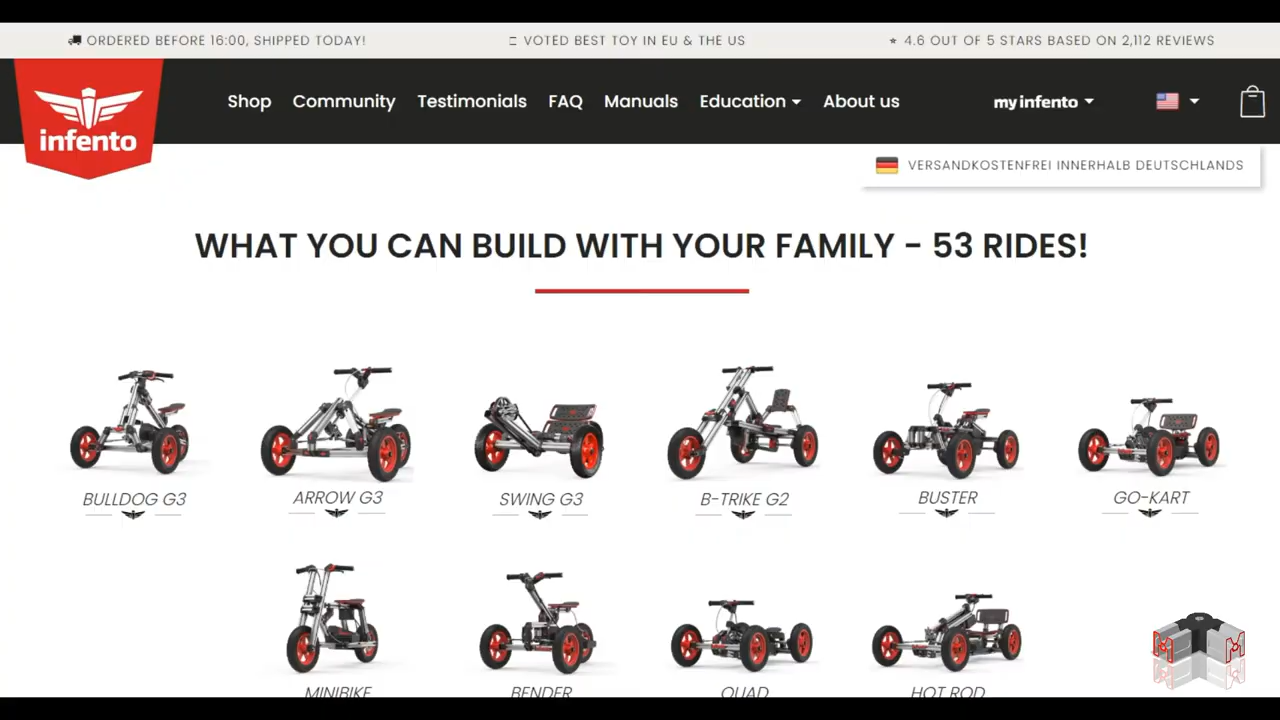 ORDERED BEFORE 16:00, SHIPPED TODAY!
VOTED BEST TOY IN EU & THE US
4.6 OUT OF 5 STARS BASED ON 2,112 REVIEWS
infento
Shop Community Testimonials FAQ Manuals Education About us
my infento
VERSANDKOSTENFREI INNERHALB DEUTSCHLANDS
WHAT YOU CAN BUILD WITH YOUR FAMILY - 53 RIDES!
BULLDOG G3
ARROW G3
SWING G3
B-TRIKE G2
BUSTER
GO-KART
MINIBIKE
BENDER
QUAD
HOT ROD